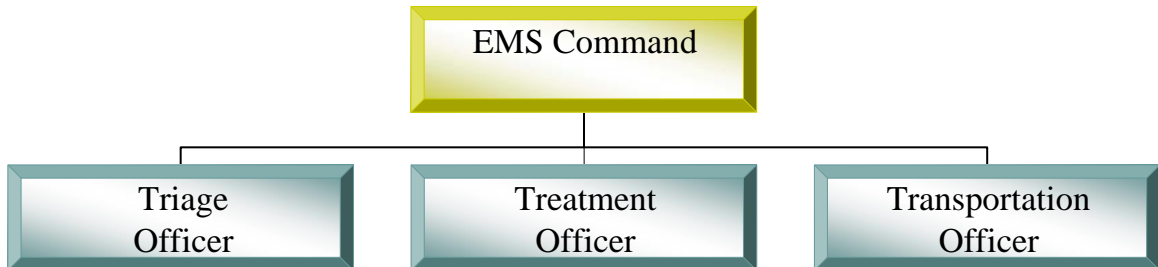 EMS Command
Triage
Officer
Treatment
Officer
Transportation
Officer